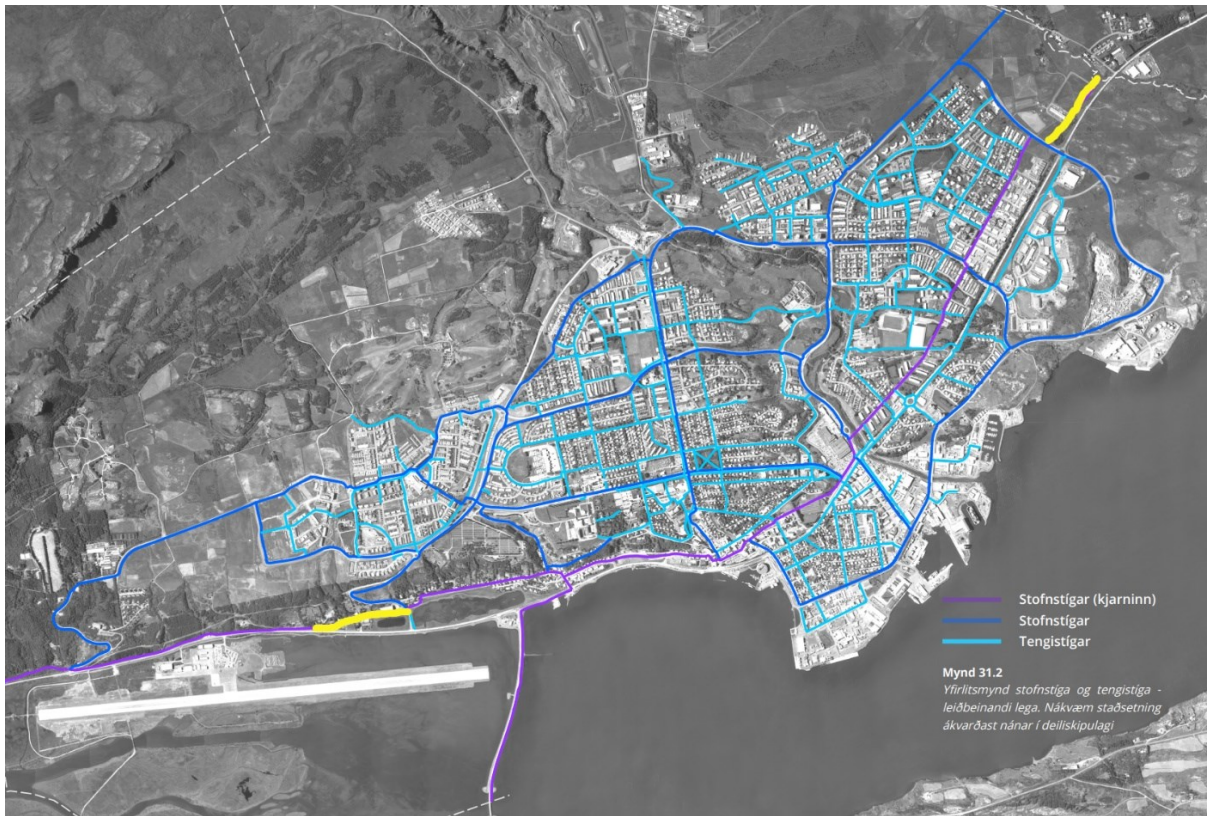 Stofnstígar (kjarninn)
Stofnstígar
Tengistígar
Mynd 31.2
Yfirlitsmynd stofnstíga og tengistíga -
leiðbeinandi lega. Nákvæm staðsetning
ákvarðast nánar í deiliskipulagi